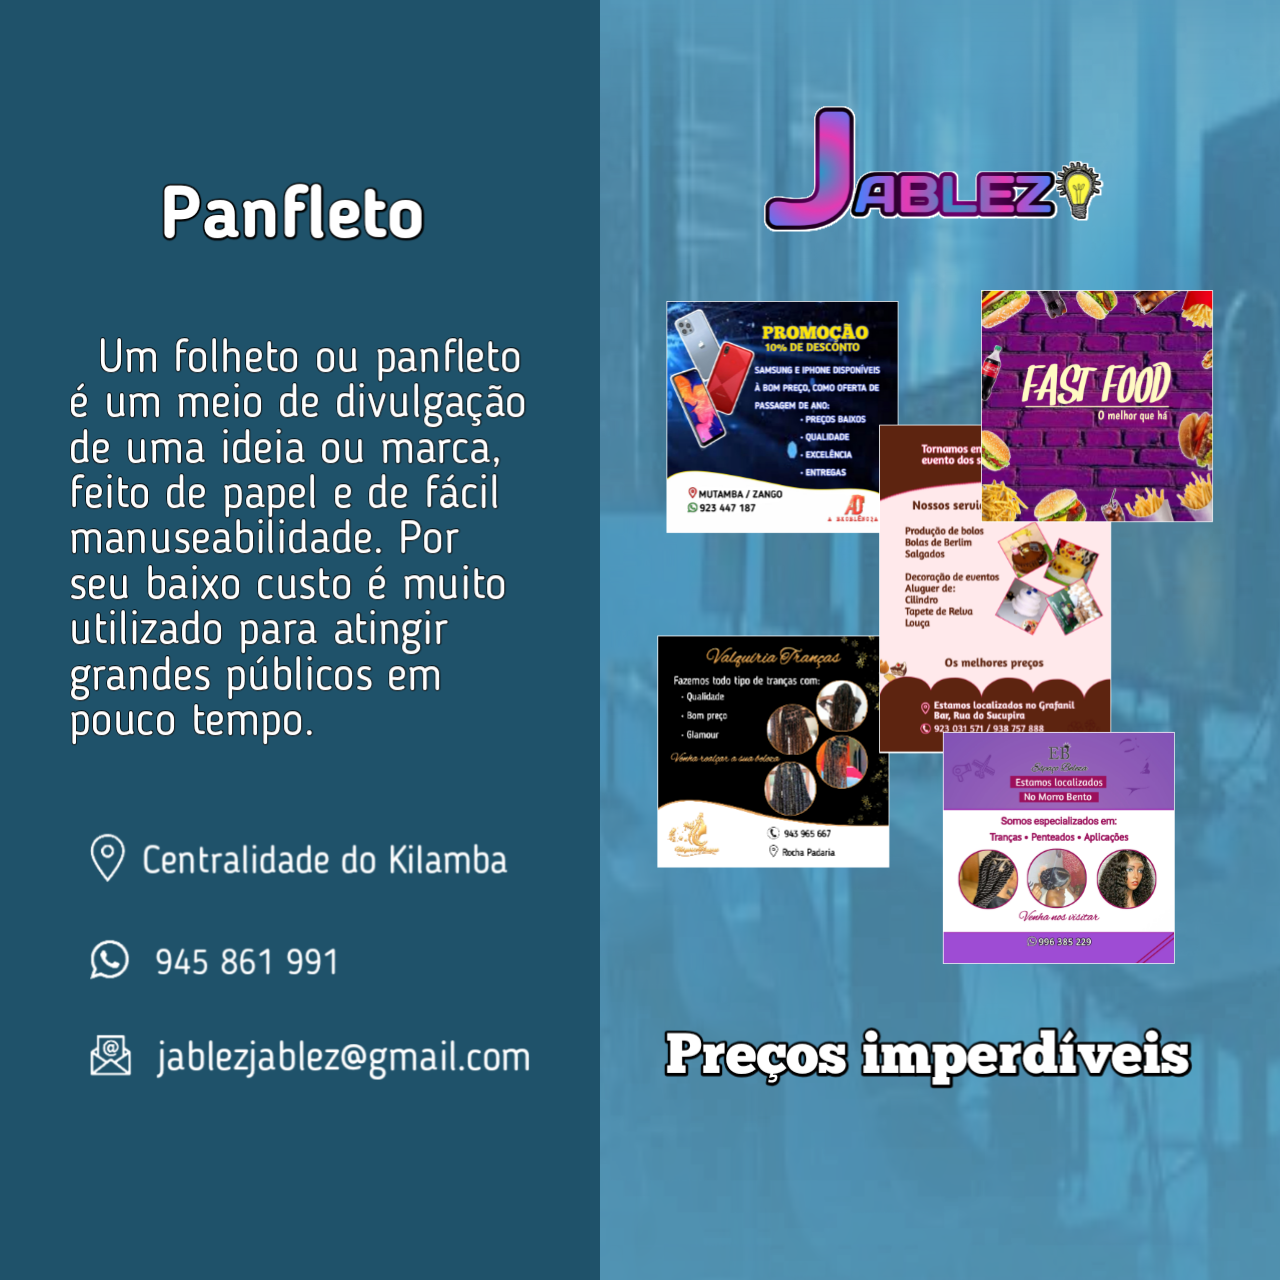 Panfleto
Um folheto ou panfleto
é um meio de divulgação
de uma ideia ou marca,
feito de papel e de fácil
manuseabilidade. Por
seu baixo custo é muito
utilizado para atingir
grandes públicos em
pouco tempo.
Centralidade do Kilamba
945 861 991
jablezjablez@gmail.com
JABLEZ
PROMOÇÃO
10% DE DESCONTO
SAMSUNG E IPHONE DISPONÍVEIS
À BOM PREÇO, COMO OFERTA DE
PASSAGEM DE ANO:
• PREÇOS BAIXOS
• QUALIDADE
• EXCELÊNCIA
• ENTREGAS
MUTAMBA / ZANGO
923 447 187
FAST FOOD
O melhor que há
Tornamos
evento dos
Nossos
Produção de bolos
Bolas de Berlim
Salgados
Decoração de eventos
Aluguer de:
Cilindro
Tapete de Relva
Louça
Os melhores preços
Estamos localizados no Grafanil
Bar, Rua do Sucupira
923 031 571 / 938 757 888
Valquíria Tranças
Fazemos todo tipo de tranças com:
• Qualidade
• Bom preço
• Glamour
Venha realçar a sua beleza
943 965 667
Rocha Padaria
EB
Espaço Beleza
Estamos localizados
No Morro Bento
Somos especializados em:
Tranças • Penteados • Aplicações
Venha nos visitar
996 385 229
Preços imperdíveis